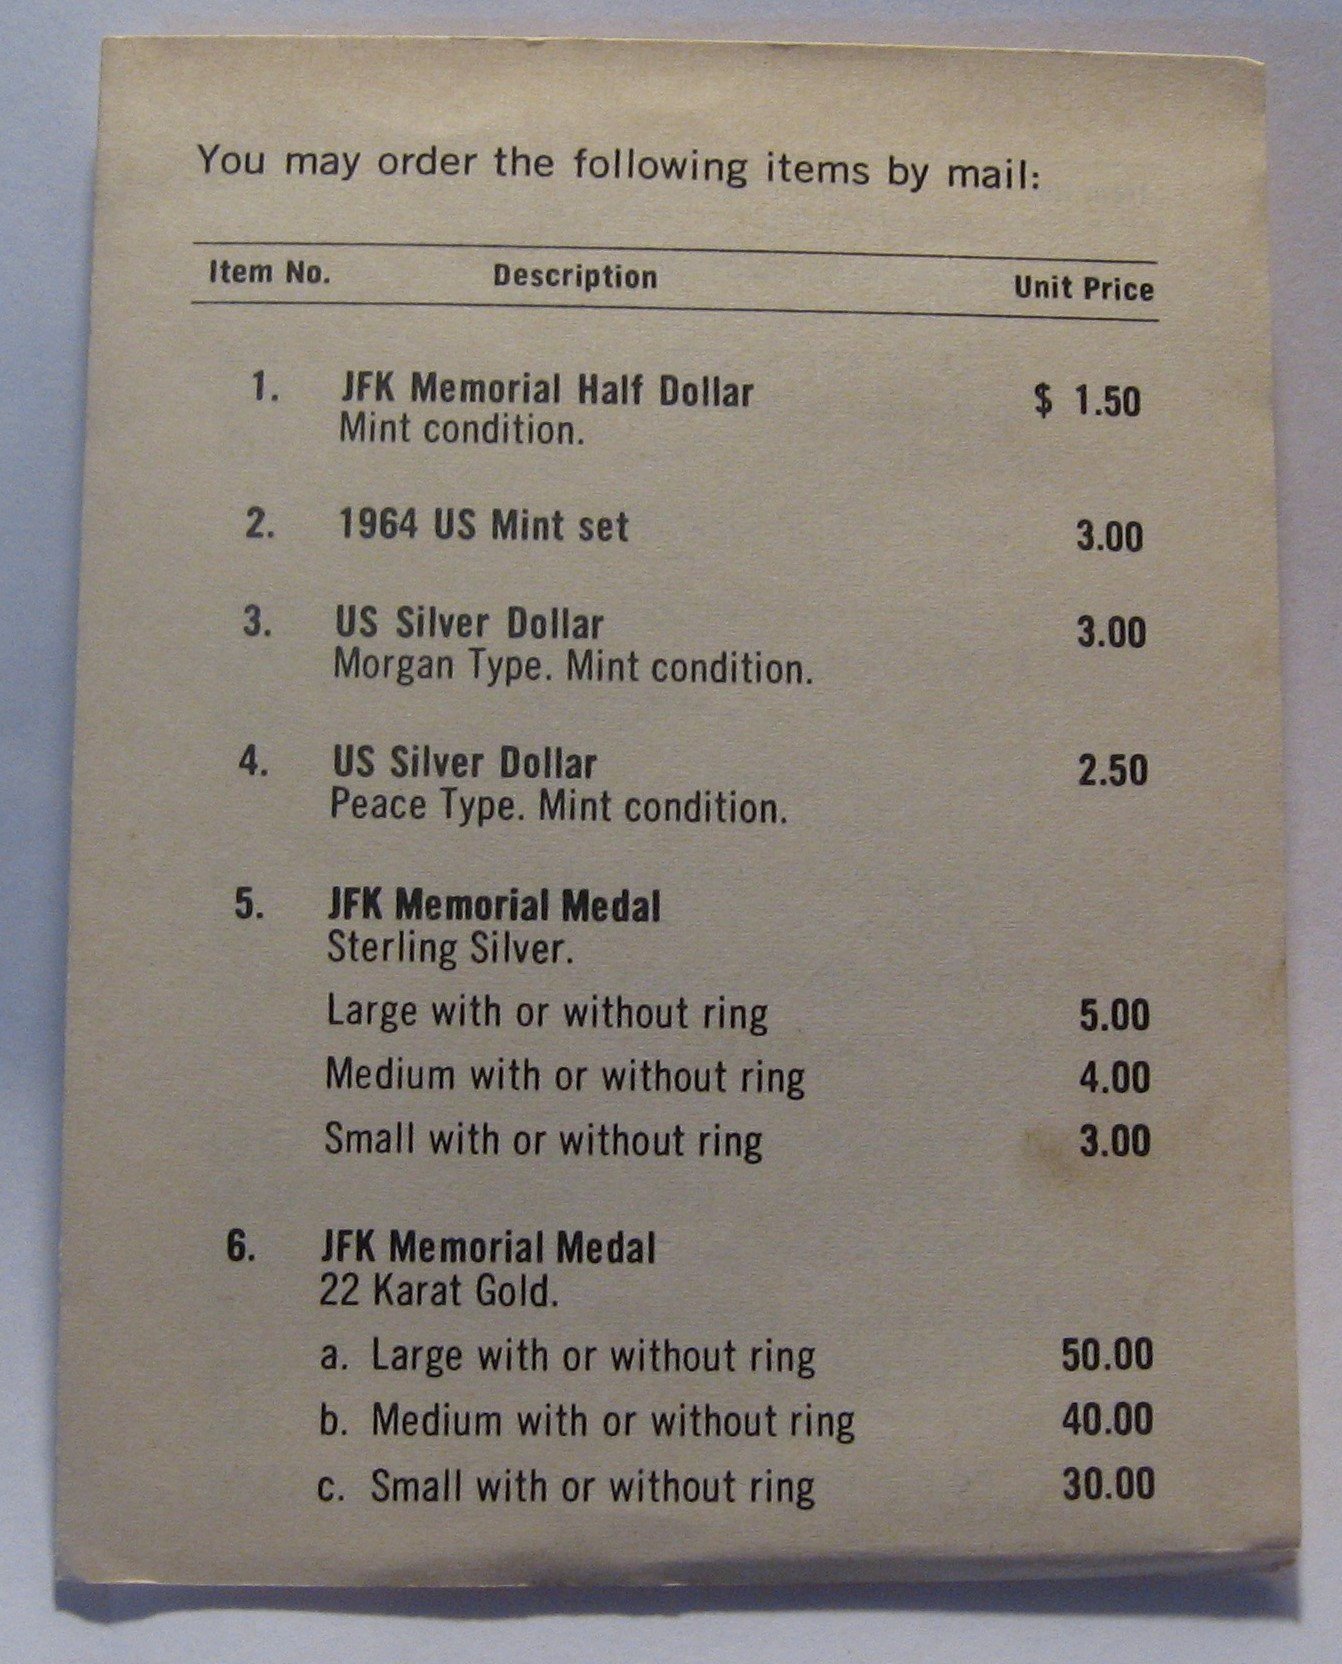 You may order the following items by mail:
Item No. Description Unit Price
1. JFK Memorial Half Dollar $ 1.50
Mint condition.
2. 1964 US Mint set 3.00
3. US Silver Dollar 3.00
Morgan Type. Mint condition.
4. US Silver Dollar 2.50
Peace Type. Mint condition.
5. JFK Memorial Medal
Sterling Silver.
Large with or without ring 5.00
Medium with or without ring 4.00
Small with or without ring 3.00
6. JFK Memorial Medal
22 Karat Gold.
a. Large with or without ring 50.00
b. Medium with or without ring 40.00
c. Small with or without ring 30.00